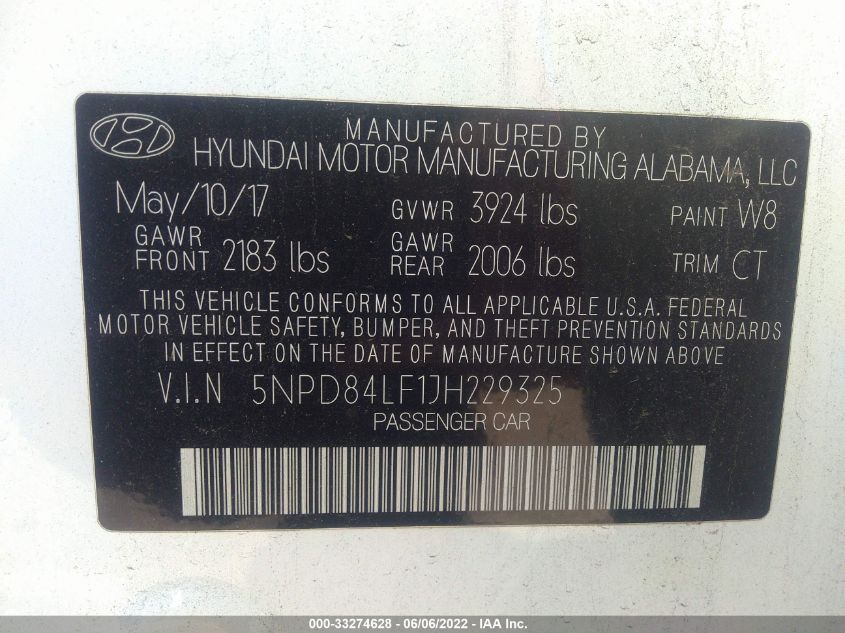 MANUFACTURED BY
HYUNDAI MOTOR MANUFACTURING ALABAMA, LLC
May/10/17 GVWR 3924 lbs PAINT W8
GAWR FRONT 2183 lbs GAWR REAR 2006 lbs TRIM CT
THIS VEHICLE CONFORMS TO ALL APPLICABLE U.S.A. FEDERAL
MOTOR VEHICLE SAFETY, BUMPER, AND THEFT PREVENTION STANDARDS
IN EFFECT ON THE DATE OF MANUFACTURE SHOWN ABOVE
V.I.N 5NPD84LF1JH229325
PASSENGER CAR
000-33274628 - 06/06/2022 - IAA Inc.